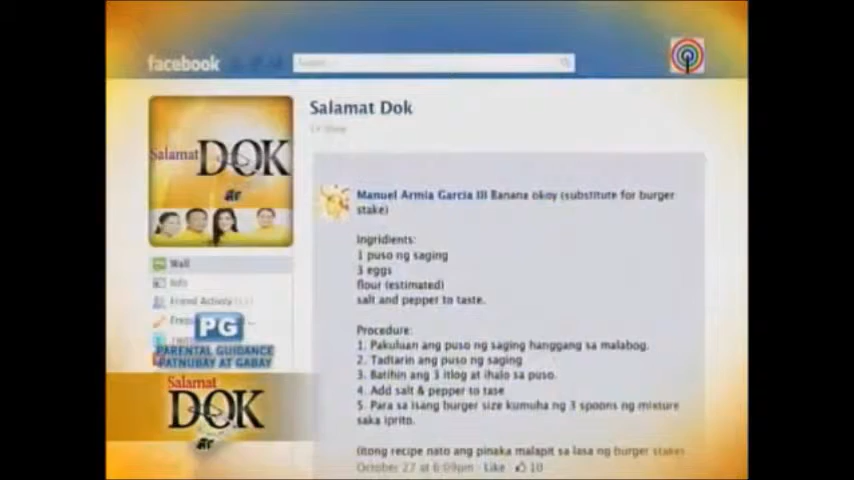 facebook
Salamat Dok
Salamat
DOK
Manuel Armia Garcia III Banana okoy (substitute for burger
stake)
Ingridients:
1 puso ng saging
3 eggs
flour (estimated)
salt and pepper to taste.
Procedure:
1. Pakuluan ang puso ng saging hanggang sa malabog.
2. Tadtarin ang puso ng saging
3. Batihin ang 3 itlog at ihalo sa puso.
4. Add salt & pepper to tase
5. Para sa isang burger size kumuha ng 3 spoons ng mixture
saka iprito.
(itong recipe nato ang pinaka malapit sa lasa ng burger stake
October 27 at 6:09pm · Like · 10
Wall
Info
Friend Activity
PG
PARENTAL GUIDANCE
PATNUBAY AT GABAY
Salamat
DOK